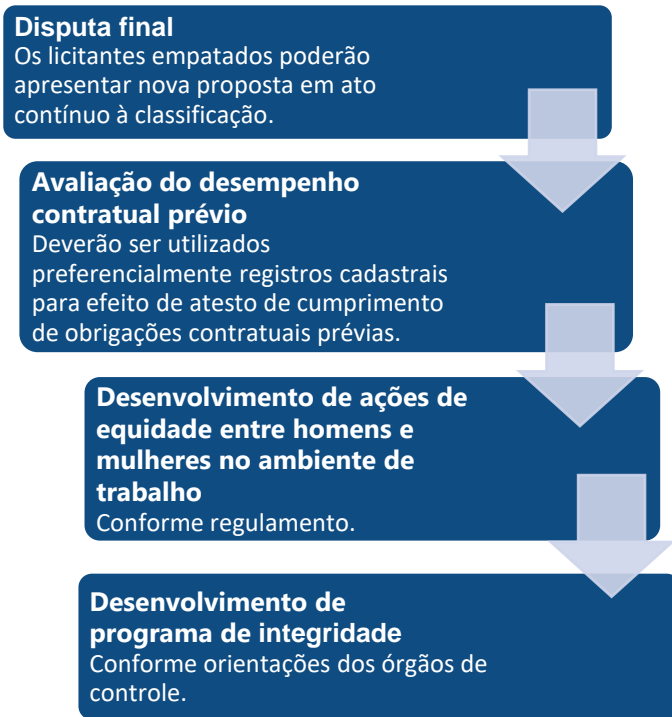 Disputa final
Os licitantes empatados poderão
apresentar nova proposta em ato
contínuo à classificação.
Avaliação do desempenho
contratual prévio
Deverão ser utilizados
preferencialmente registros cadastrais
para efeito de atesto de cumprimento
de obrigações contratuais prévias.
Desenvolvimento de ações de
equidade entre homens e
mulheres no ambiente de
trabalho
Conforme regulamento.
Desenvolvimento de
programa de integridade
Conforme orientações dos órgãos de
controle.